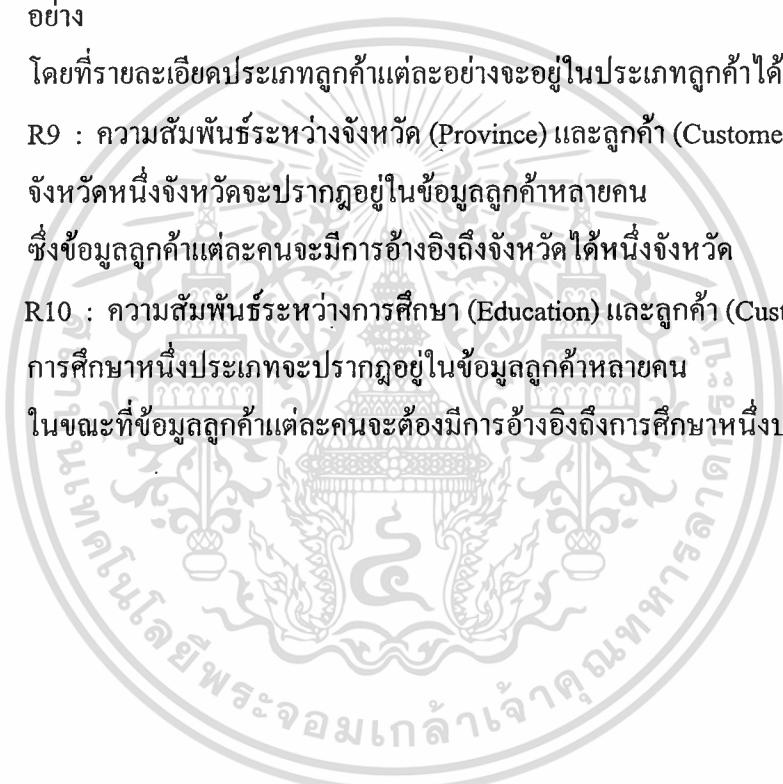 อย่าง
โดยที่รายละเอียดประเภทลูกค้าแต่ละอย่างจะอยู่ในประเภทลูกค้าได้
R9 : ความสัมพันธ์ระหว่างจังหวัด (Province) และลูกค้า (Custome
จังหวัดหนึ่งจังหวัดจะปรากฎอยู่ในข้อมูลลูกค้าหลายคน
ซึ่งข้อมูลลูกค้าแต่ละคนจะมีการอ้างอิงถึงจังหวัดได้หนึ่งจังหวัด
R10 : ความสัมพันธ์ระหว่างการศึกษา (Education) และลูกค้า (Cust
การศึกษาหนึ่งประเภทจะปรากฎอยู่ในข้อมูลลูกค้าหลายคน
ในขณะที่ข้อมูลลูกค้าแต่ละคนจะต้องมีการอ้างอิงถึงการศึกษาหนึ่งป